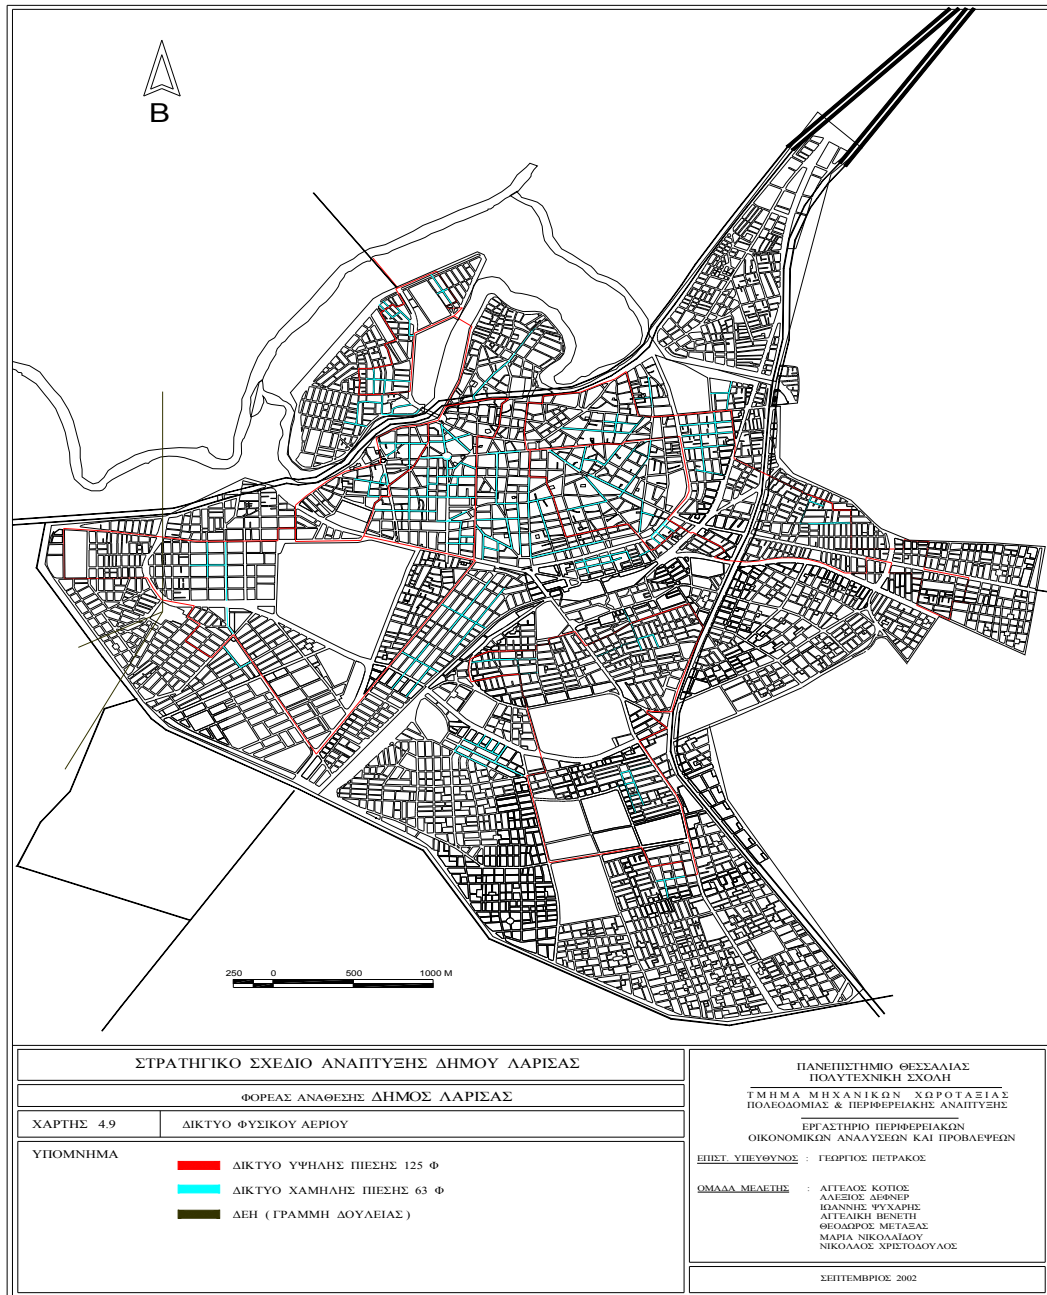 Β
250 0 500 1000 M
ΣΤΡΑΤΗΓΙΚΟ ΣΧΕΔΙΟ ΑΝΑΠΤΥΞΗΣ ΔΗΜΟΥ ΛΑΡΙΣΑΣ
ΦΟΡΕΑΣ ΑΝΑΘΕΣΗΣ ΔΗΜΟΣ ΛΑΡΙΣΑΣ
ΧΑΡΤΗΣ 4.9 ΔΙΚΤΥΟ ΦΥΣΙΚΟΥ ΑΕΡΙΟΥ
ΥΠΟΜΝΗΜΑ
ΔΙΚΤΥΟ ΥΨΗΛΗΣ ΠΙΕΣΗΣ 125 Φ
ΔΙΚΤΥΟ ΧΑΜΗΛΗΣ ΠΙΕΣΗΣ 63 Φ
ΔΕΗ ( ΓΡΑΜΜΗ ΔΟΥΛΕΙΑΣ )
ΠΑΝΕΠΙΣΤΗΜΙΟ ΘΕΣΣΑΛΙΑΣ
ΠΟΛΥΤΕΧΝΙΚΗ ΣΧΟΛΗ
ΤΜΗΜΑ ΜΗΧΑΝΙΚΩΝ ΧΩΡΟΤΑΞΙΑΣ
ΠΟΛΕΟΔΟΜΙΑΣ & ΠΕΡΙΦΕΡΕΙΑΚΗΣ ΑΝΑΠΤΥΞΗΣ
ΕΡΓΑΣΤΗΡΙΟ ΠΕΡΙΦΕΡΕΙΑΚΩΝ
ΟΙΚΟΝΟΜΙΚΩΝ ΑΝΑΛΥΣΕΩΝ ΚΑΙ ΠΡΟΒΛΕΨΕΩΝ
ΕΠΙΣΤ. ΥΠΕΥΘΥΝΟΣ : ΓΕΩΡΓΙΟΣ ΠΕΤΡΑΚΟΣ
ΟΜΑΔΑ ΜΕΛΕΤΗΣ : ΑΓΓΕΛΟΣ ΚΟΤΙΟΣ
ΑΛΕΞΙΟΣ ΔΕΦΝΕΡ
ΙΩΑΝΝΗΣ ΨΥΧΑΡΗΣ
ΑΓΓΕΛΙΚΗ ΒΕΝΕΤΗ
ΘΕΟΔΩΡΟΣ ΜΕΤΑΞΑΣ
ΜΑΡΙΑ ΝΙΚΟΛΑΪΔΟΥ
ΝΙΚΟΛΑΟΣ ΧΡΙΣΤΟΔΟΥΛΟΣ
ΣΕΠΤΕΜΒΡΙΟΣ 2002